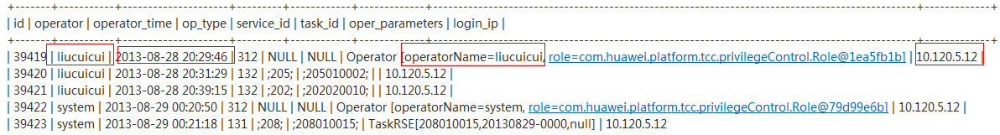 +-------+-----------+---------------------+---------+------------+-----------+--------------+------------------------------------------------------------------------------------------+-------------+
| id | operator | operator_time | op_type | service_id | task_id | oper_parameters | login_ip |
+-------+-----------+---------------------+---------+------------+-----------+--------------+------------------------------------------------------------------------------------------+-------------+
| 39419 | liucuicui | 2013-08-28 20:29:46 | 312 | NULL | NULL | Operator [operatorName=liucuicui, role=com.huawei.platform.tcc.privilegeControl.Role@1ea5fb1b] | 10.120.5.12 |
| 39420 | liucuicui | 2013-08-28 20:31:29 | 132 | ;205; | ;205010002; | | 10.120.5.12 |
| 39421 | liucuicui | 2013-08-28 20:39:15 | 132 | ;202; | ;202020010; | | 10.120.5.12 |
| 39422 | system | 2013-08-29 00:20:50 | 312 | NULL | NULL | Operator [operatorName=system, role=com.huawei.platform.tcc.privilegeControl.Role@79d99e6b] | 10.120.5.12 |
| 39423 | system | 2013-08-29 00:21:18 | 131 | ;208; | ;208010015; | TaskRSE[208010015,20130829-0000,null] | 10.120.5.12